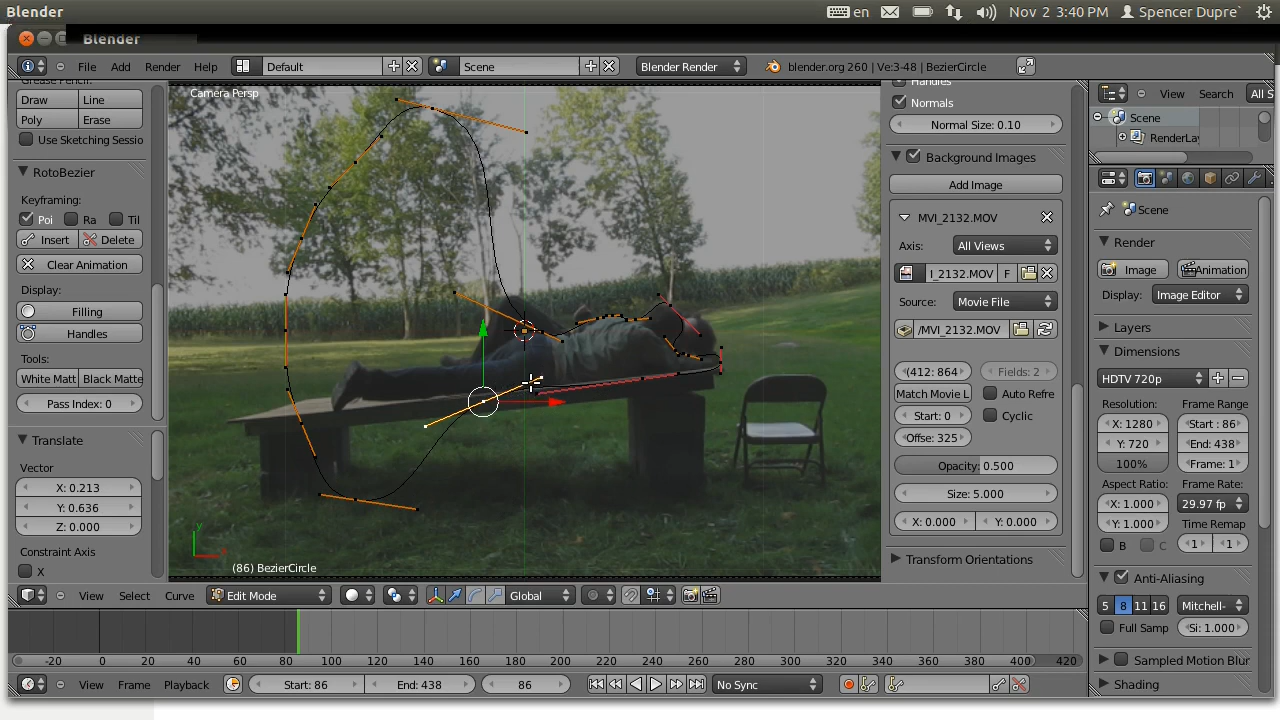 Blender
en
Nov 2 3:40 PM
Spencer Dupre`
Blender
File Add Render Help
Default
Scene
Blender Render
blender.org 260 | Ve:3-48 | BezierCircle
Grease Pencil:
Draw Line
Poly Erase
Use Sketching Sessio
RotoBezier
Keyframing:
Poi Ra Til
Insert Delete
Clear Animation
Display:
Filling
Handles
Tools:
White Matt Black Matte
Pass Index: 0
Translate
Vector
X: 0.213
Y: 0.636
Z: 0.000
Constraint Axis
X
Camera Persp
y
(86) BezierCircle
Handles
Normals
Normal Size: 0.10
Background Images
Add Image
MVI_2132.MOV
Axis: All Views
I_2132.MOV F
Source: Movie File
/MVI_2132.MOV
(412: 864 Fields: 2
Match Movie L Auto Refre
Start: 0 Cyclic
Offse: 325
Opacity: 0.500
Size: 5.000
X: 0.000 Y: 0.000
Transform Orientations
View Search All S
Scene
RenderLay
Scene
Render
Image Animation
Display: Image Editor
Layers
Dimensions
HDTV 720p
Resolution: Frame Range
X: 1280 Start : 86
Y: 720 End: 438
100% Frame: 1
Aspect Ratio: Frame Rate:
X: 1.000 29.97 fp
Y: 1.000 Time Remap
B C 1 1
Anti-Aliasing
5 8 11 16 Mitchell-
Full Samp Si: 1.000
Sampled Motion Blur
Shading
View Select Curve Edit Mode Global
-20 0 20 40 60 80 100 120 140 160 180 200 220 240 260 280 300 320 340 360 380 400 420
View Frame Playback Start: 86 End: 438 86 No Sync